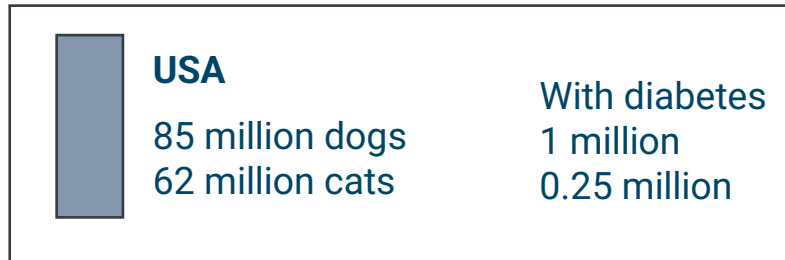 USA
85 million dogs
62 million cats
With diabetes
1 million
0.25 million